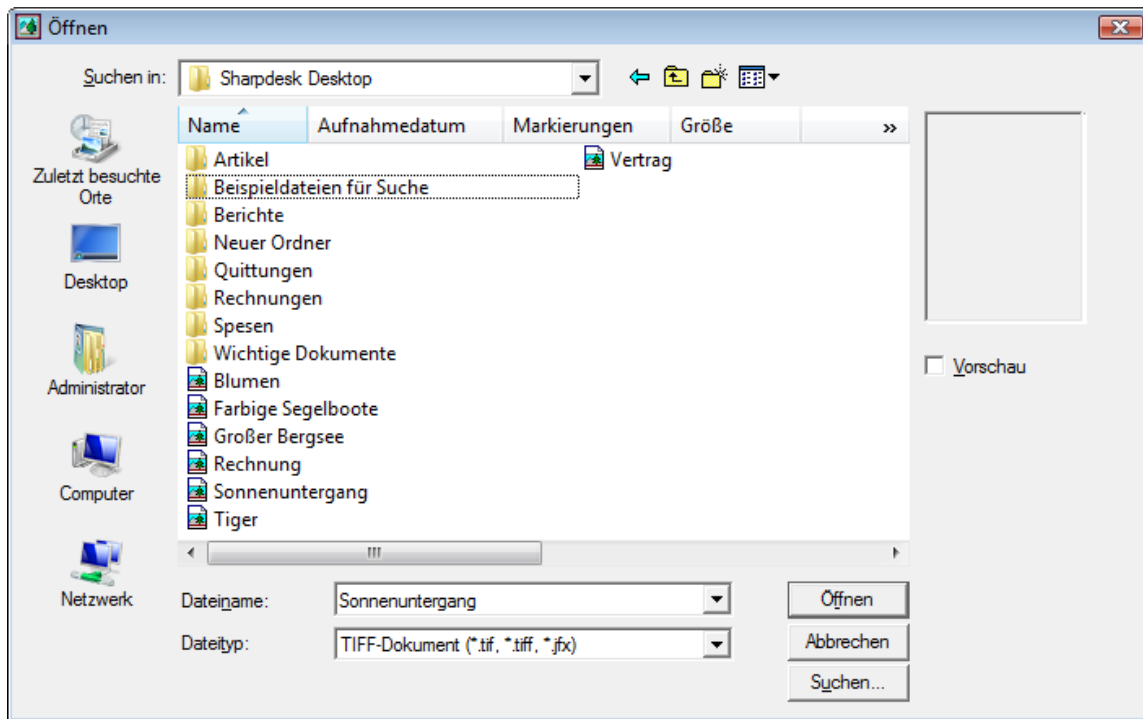 Öffnen
Suchen in:
Sharpdesk Desktop
Name
Aufnahmedatum
Markierungen
Größe
»
Zuletzt besuchte
Orte
Desktop
Administrator
Computer
Netzwerk
Artikel
Beispieldateien für Suche
Berichte
Neuer Ordner
Quittungen
Rechnungen
Spesen
Wichtige Dokumente
Blumen
Farbige Segelboote
Großer Bergsee
Rechnung
Sonnenuntergang
Tiger
Vertrag
Vorschau
Dateiname:
Sonnenuntergang
Öffnen
Dateityp:
TIFF-Dokument (*.tif, *.tiff, *.jfx)
Abbrechen
Suchen...